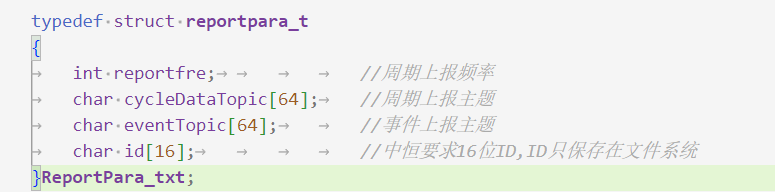 typedef struct reportpara_t
{
int reportfre; //周期上报频率
char cycleDataTopic[64]; //周期上报主题
char eventTopic[64]; //事件上报主题
char id[16]; //中恒要求16位ID,ID只保存在文件系统
}ReportPara_txt;